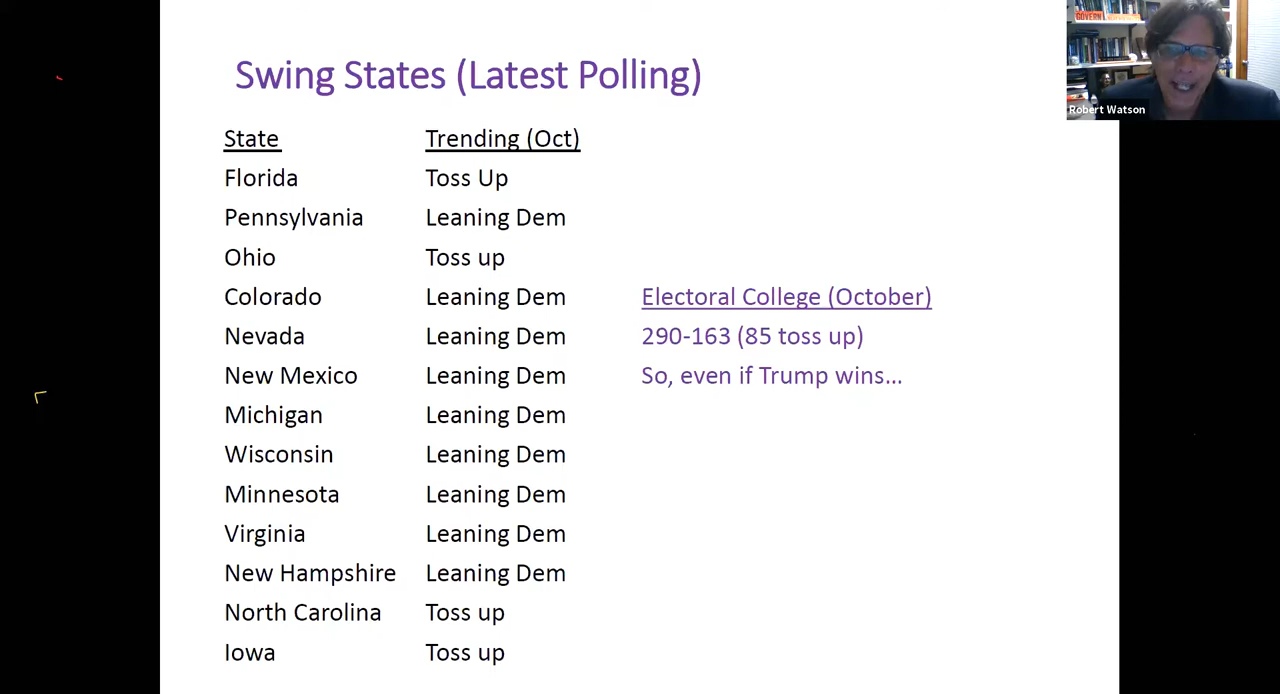 Swing States (Latest Polling)
State Trending (Oct)
Florida Toss Up
Pennsylvania Leaning Dem
Ohio Toss up
Colorado Leaning Dem
Nevada Leaning Dem
New Mexico Leaning Dem
Michigan Leaning Dem
Wisconsin Leaning Dem
Minnesota Leaning Dem
Virginia Leaning Dem
New Hampshire Leaning Dem
North Carolina Toss up
Iowa Toss up
Electoral College (October)
290-163 (85 toss up)
So, even if Trump wins...
GOVERN
Robert Watson